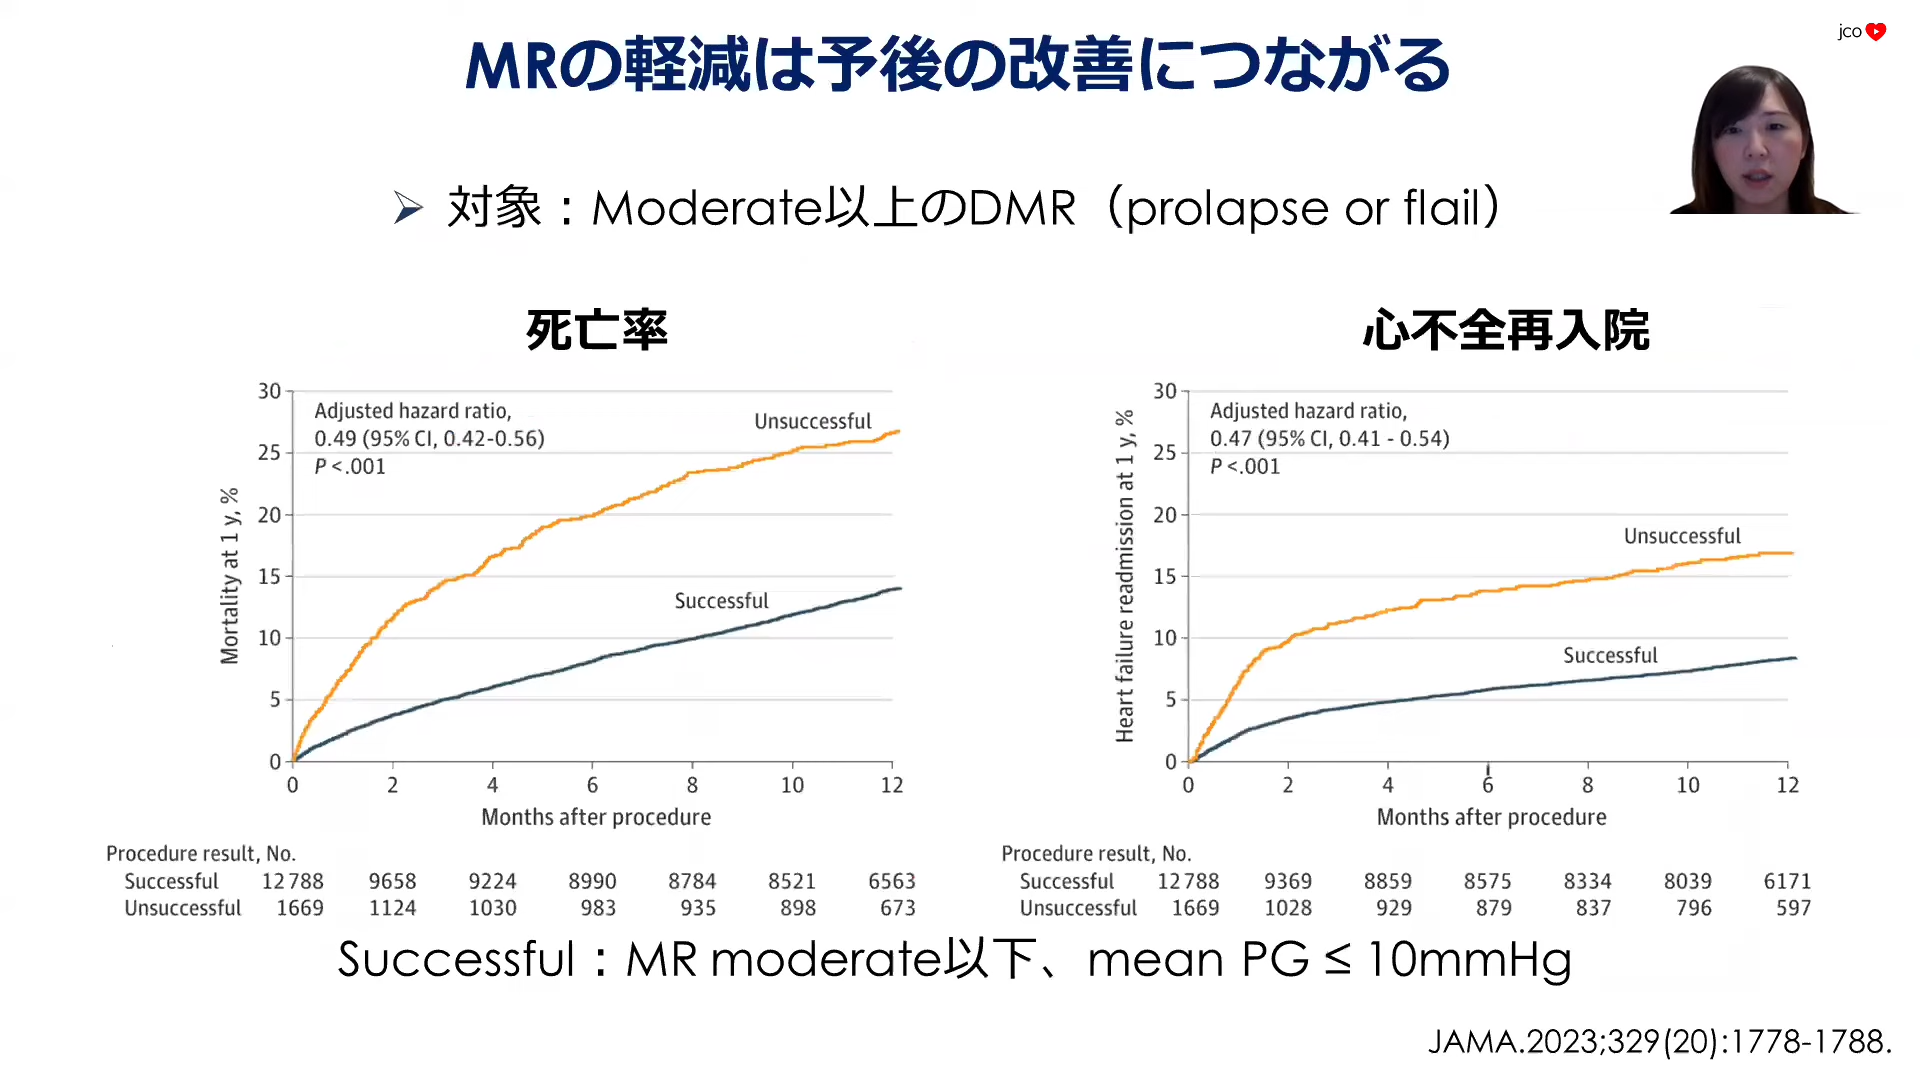 MRの軽減は予後の改善につながる
jco
対象：Moderate以上のDMR（prolapse or flail）
死亡率
30
25
20
15
10
5
0
Mortality at 1 y, %
Adjusted hazard ratio,
0.49 (95% CI, 0.42-0.56)
P <.001
Unsuccessful
Successful
0 2 4 6 8 10 12
Months after procedure
Procedure result, No.
Successful 12 788 9658 9224 8990 8784 8521 6563
Unsuccessful 1669 1124 1030 983 935 898 673
心不全再入院
30
25
20
15
10
5
0
Heart failure readmission at 1 y, %
Adjusted hazard ratio,
0.47 (95% CI, 0.41 - 0.54)
P <.001
Unsuccessful
Successful
0 2 4 6 8 10 12
Months after procedure
Procedure result, No.
Successful 12 788 9369 8859 8575 8334 8039 6171
Unsuccessful 1669 1028 929 879 837 796 597
Successful：MR moderate以下、mean PG ≤ 10mmHg
JAMA.2023;329(20):1778-1788.